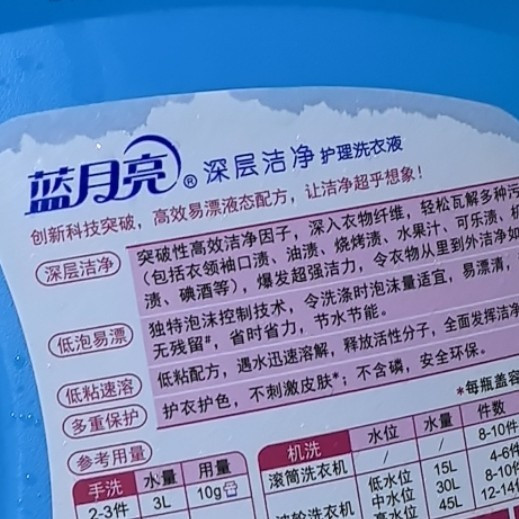 蓝月亮® 深层洁净 护理洗衣液
创新科技突破，高效易漂液态配方，让洁净超乎想象！
深层洁净
突破性高效洁净因子，深入衣物纤维，轻松瓦解多种污
（包括衣领袖口渍、油渍、烧烤渍、水果汁、可乐渍、
渍、碘酒等），爆发超强洁力，令衣物从里到外洁净如
低泡易漂
独特泡沫控制技术，令洗涤时泡沫量适宜，易漂清，
无残留#，省时省力，节水节能。
低粘速溶
低粘配方，遇水迅速溶解，释放活性分子，全面发挥洁净
多重保护
护衣护色，不刺激皮肤*；不含磷，安全环保。
*每瓶盖容
参考用量
手洗 水量 用量
2-3件 3L 10g
机洗 水位 水量 件数
滚筒洗衣机 / / 8-10件
低水位 15L 4-6件
中水位 30L 8-10件
高水位 45L 12-14